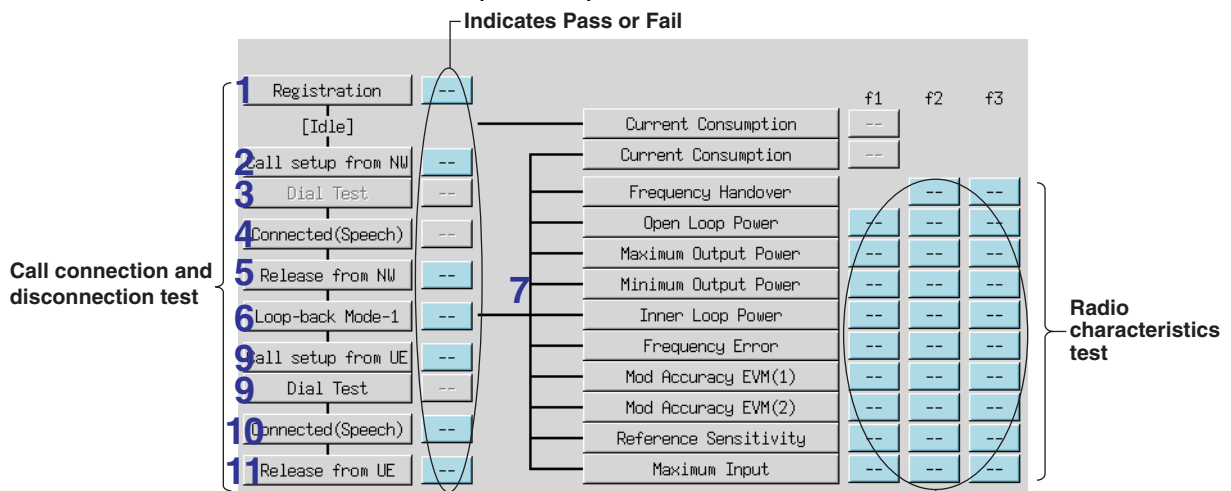 Indicates Pass or Fail
f1 f2 f3
1 Registration --
[Idle]
Current Consumption --
Current Consumption --
2 Call setup from NW --
3 Dial Test --
Frequency Handover -- --
4 Connected(Speech) --
Open Loop Power -- -- --
Maximum Output Power -- -- --
5 Release from NW --
Minimum Output Power -- -- --
Call connection and
disconnection test
7
Radio
characteristics
test
6 Loop-back Mode-1 --
Inner Loop Power -- -- --
Frequency Error -- -- --
9 Call setup from UE --
Mod Accuracy EVM(1) -- -- --
9 Dial Test --
Mod Accuracy EVM(2) -- -- --
10 Connected(Speech) --
Reference Sensitivity -- -- --
11 Release from UE --
Maximum Input -- -- --